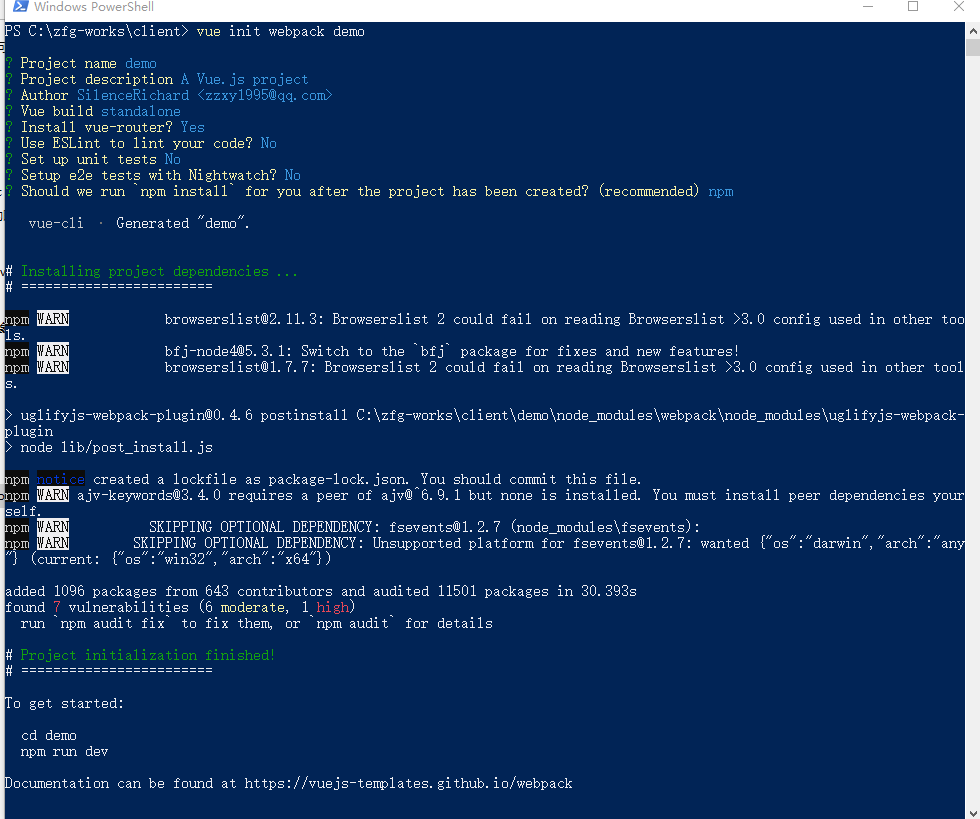 Windows PowerShell
PS C:\zfg-works\client> vue init webpack demo
? Project name demo
? Project description A Vue.js project
? Author SilenceRichard <zzxy1995@qq.com>
? Vue build standalone
? Install vue-router? Yes
? Use ESLint to lint your code? No
? Set up unit tests No
? Setup e2e tests with Nightwatch? No
? Should we run `npm install` for you after the project has been created? (recommended) npm
vue-cli · Generated "demo".
# Installing project dependencies ...
# ========================
npm WARN browserslist@2.11.3: Browserslist 2 could fail on reading Browserslist >3.0 config used in other too
ls.
npm WARN bfj-node4@5.3.1: Switch to the `bfj` package for fixes and new features!
npm WARN browserslist@1.7.7: Browserslist 2 could fail on reading Browserslist >3.0 config used in other tool
s.
> uglifyjs-webpack-plugin@0.4.6 postinstall C:\zfg-works\client\demo\node_modules\webpack\node_modules\uglifyjs-webpack-
plugin
> node lib/post_install.js
npm notice created a lockfile as package-lock.json. You should commit this file.
npm WARN ajv-keywords@3.4.0 requires a peer of ajv@^6.9.1 but none is installed. You must install peer dependencies your
self.
npm WARN SKIPPING OPTIONAL DEPENDENCY: fsevents@1.2.7 (node_modules\fsevents):
npm WARN SKIPPING OPTIONAL DEPENDENCY: Unsupported platform for fsevents@1.2.7: wanted {"os":"darwin","arch":"any
"} (current: {"os":"win32","arch":"x64"})
added 1096 packages from 643 contributors and audited 11501 packages in 30.393s
found 7 vulnerabilities (6 moderate, 1 high)
run `npm audit fix` to fix them, or `npm audit` for details
# Project initialization finished!
# ========================
To get started:
cd demo
npm run dev
Documentation can be found at https://vuejs-templates.github.io/webpack